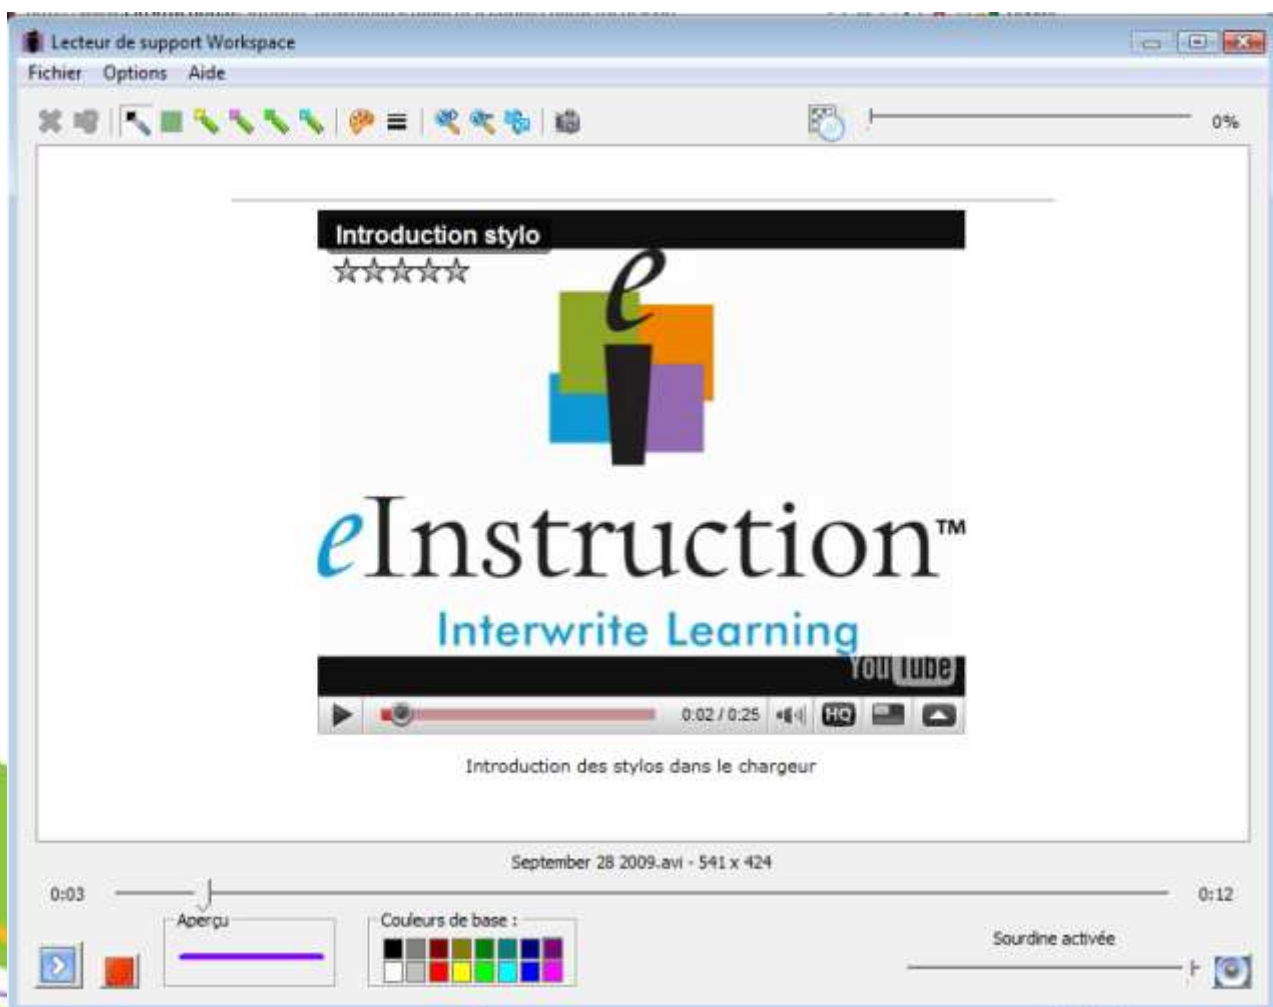 Lecteur de support Workspace
Fichier Options Aide
0%
Introduction stylo
e
eInstruction™
Interwrite Learning
YouTube
0:02 / 0:25 HQ
Introduction des stylos dans le chargeur
September 28 2009.avi - 541 x 424
0:03 0:12
Aperçu Couleurs de base :
Sourdine activée